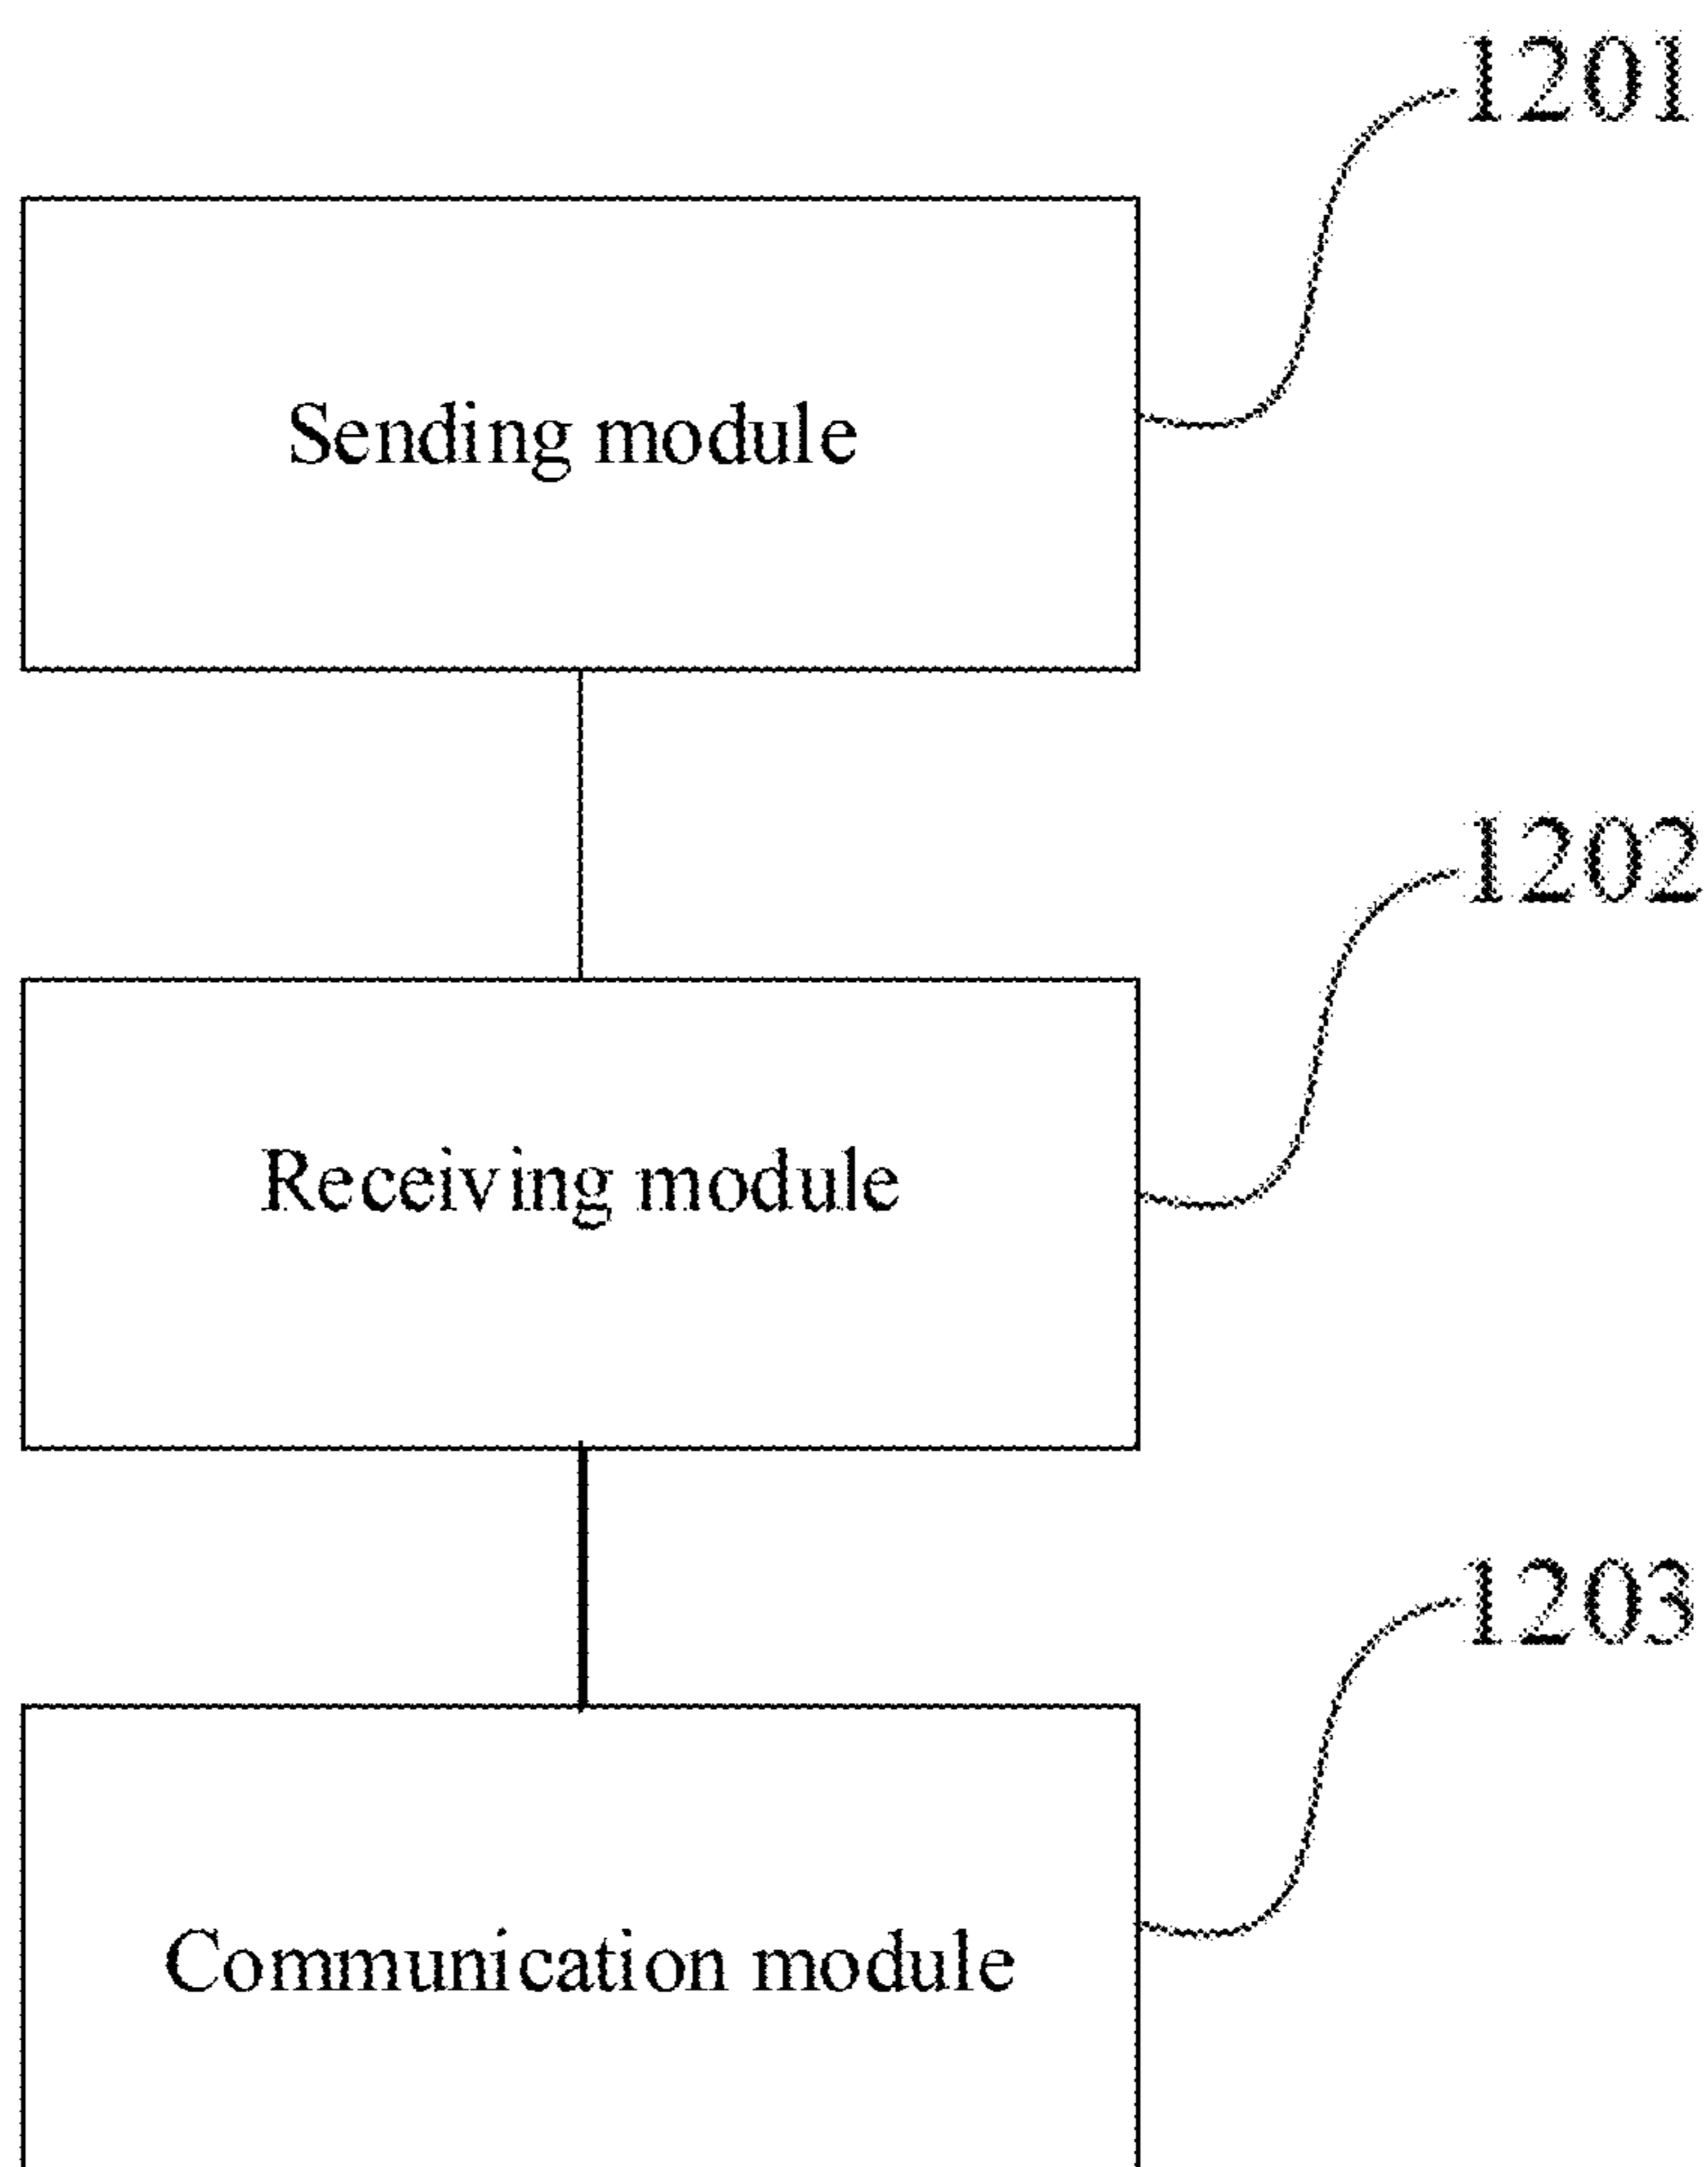 1201
Sending module
1202
Receiving module
1203
Communication module